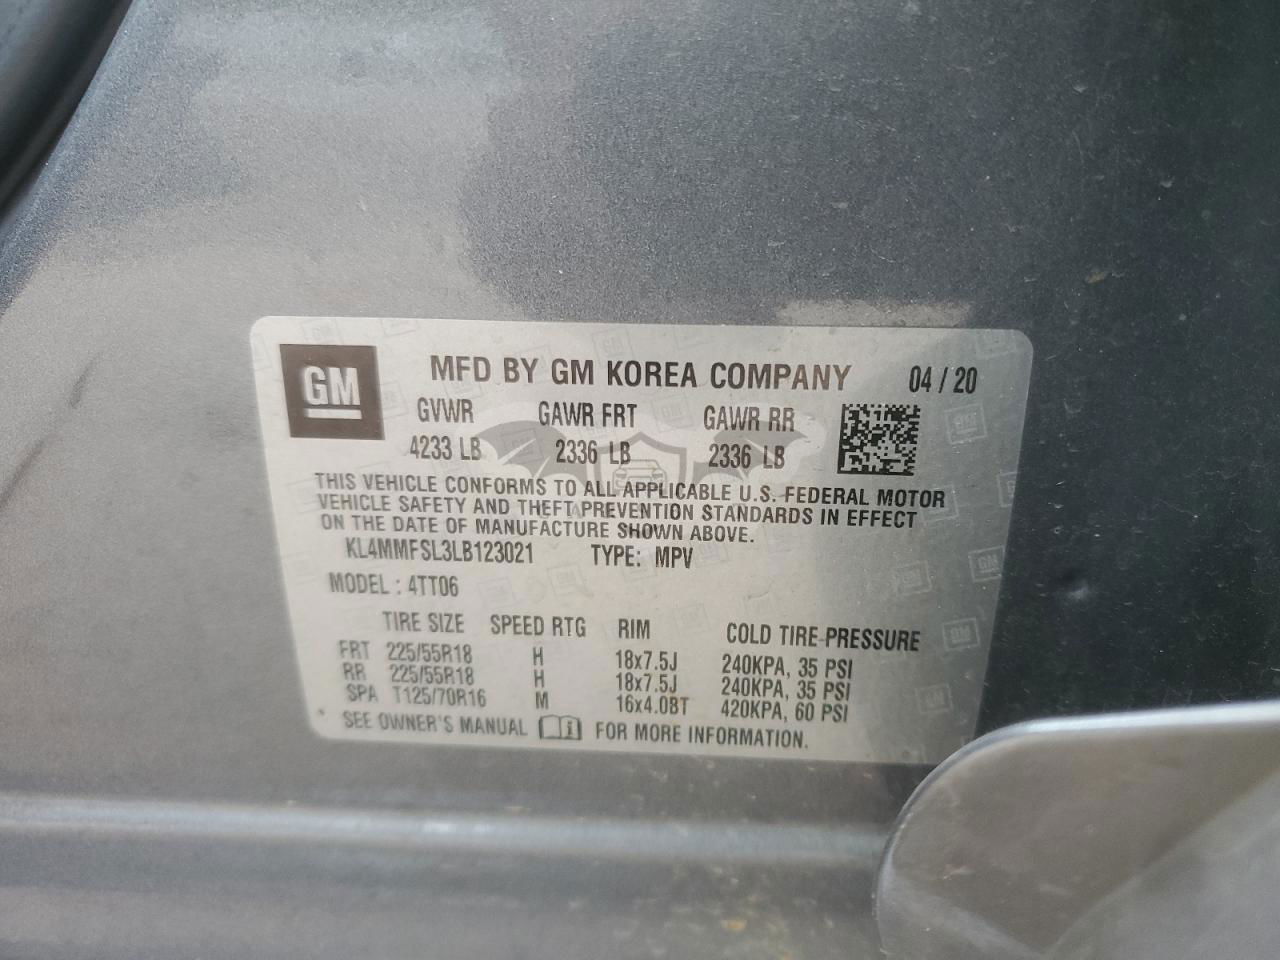 GM
MFD BY GM KOREA COMPANY 04 / 20
GVWR GAWR FRT GAWR RR
4233 LB 2336 LB 2336 LB
THIS VEHICLE CONFORMS TO ALL APPLICABLE U.S. FEDERAL MOTOR
VEHICLE SAFETY AND THEFT PREVENTION STANDARDS IN EFFECT
ON THE DATE OF MANUFACTURE SHOWN ABOVE.
KL4MMFSL3LB123021 TYPE: MPV
MODEL : 4TT06
TIRE SIZE SPEED RTG RIM COLD TIRE PRESSURE
FRT 225/55R18 H 18x7.5J 240KPA, 35 PSI
RR 225/55R18 H 18x7.5J 240KPA, 35 PSI
SPA T125/70R16 M 16x4.0BT 420KPA, 60 PSI
SEE OWNER'S MANUAL FOR MORE INFORMATION.